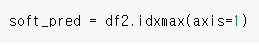 soft_pred = df2.idxmax(axis=1)